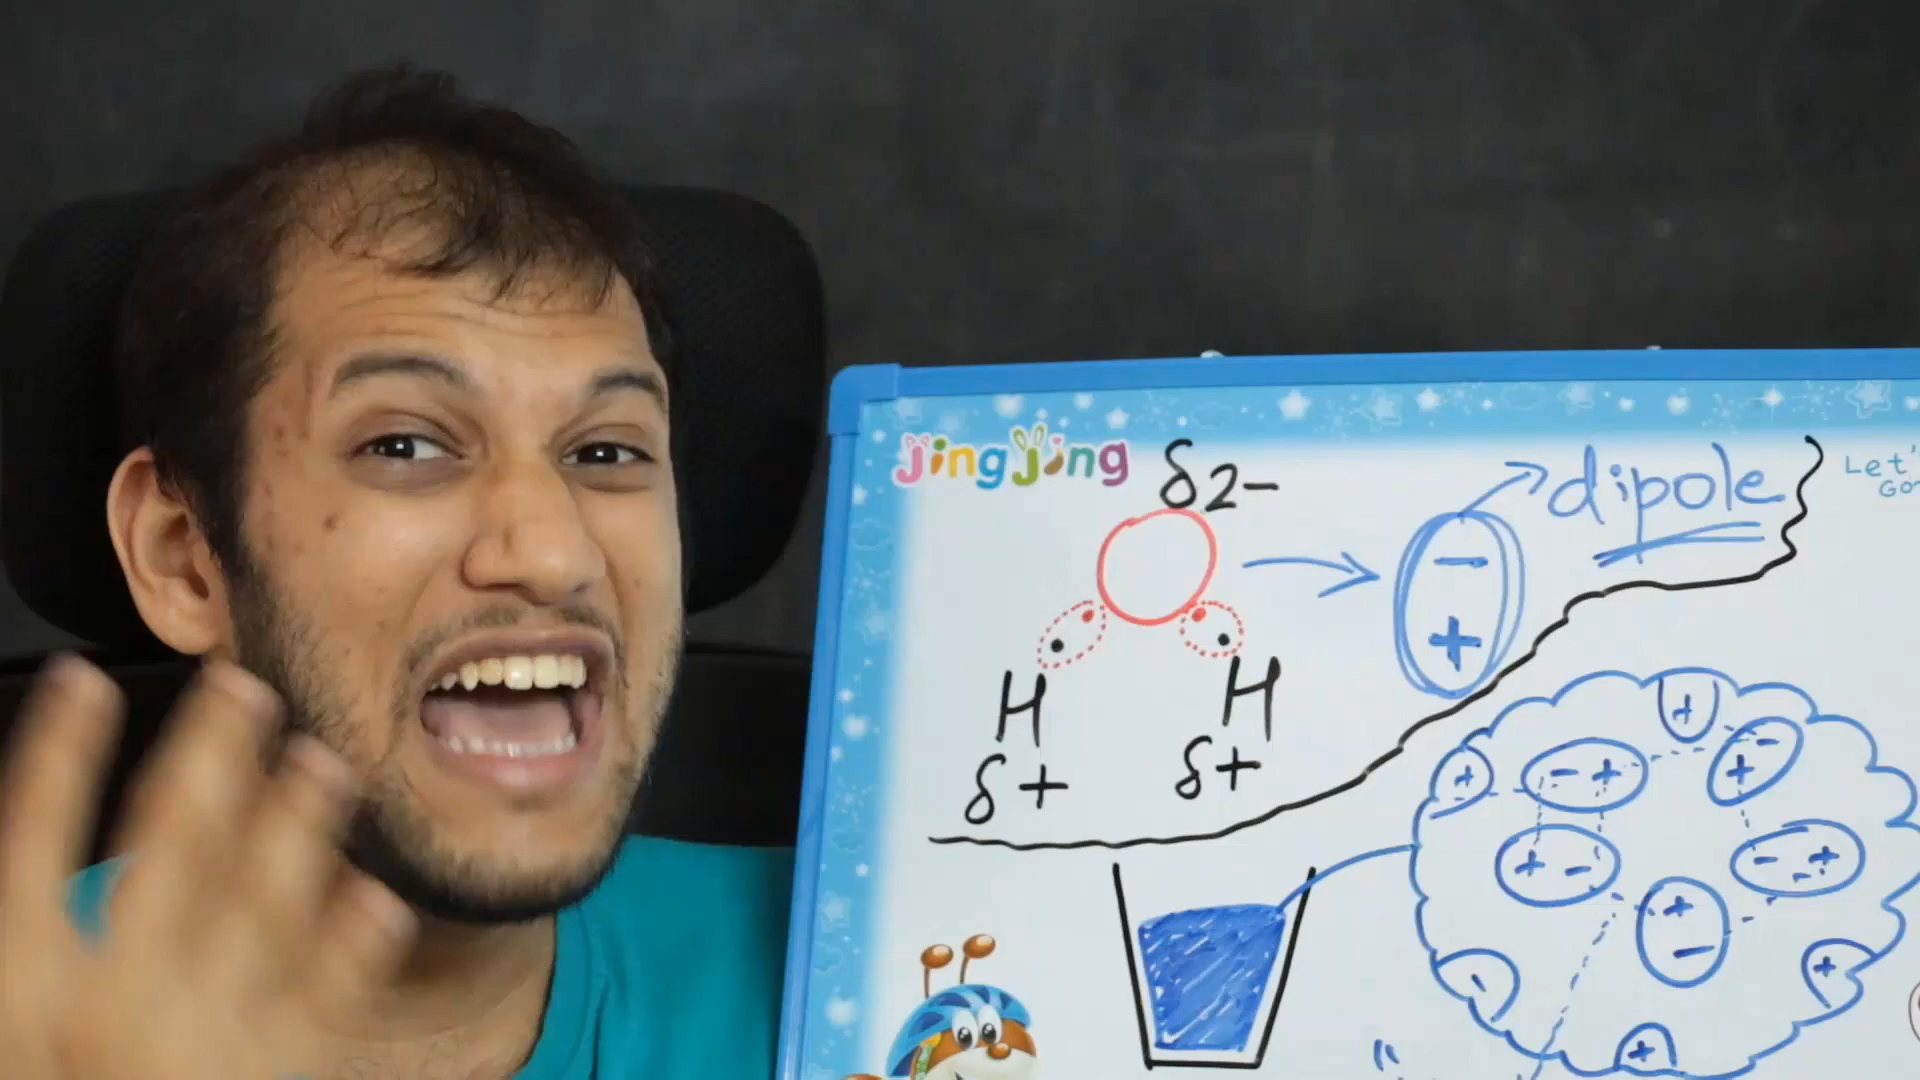 JingJing
δ2-
dipole
Let'
GO
-
+
H
H
δ+
δ+
+
- +
- +
+
+ -
- +
+
-
-
+
+